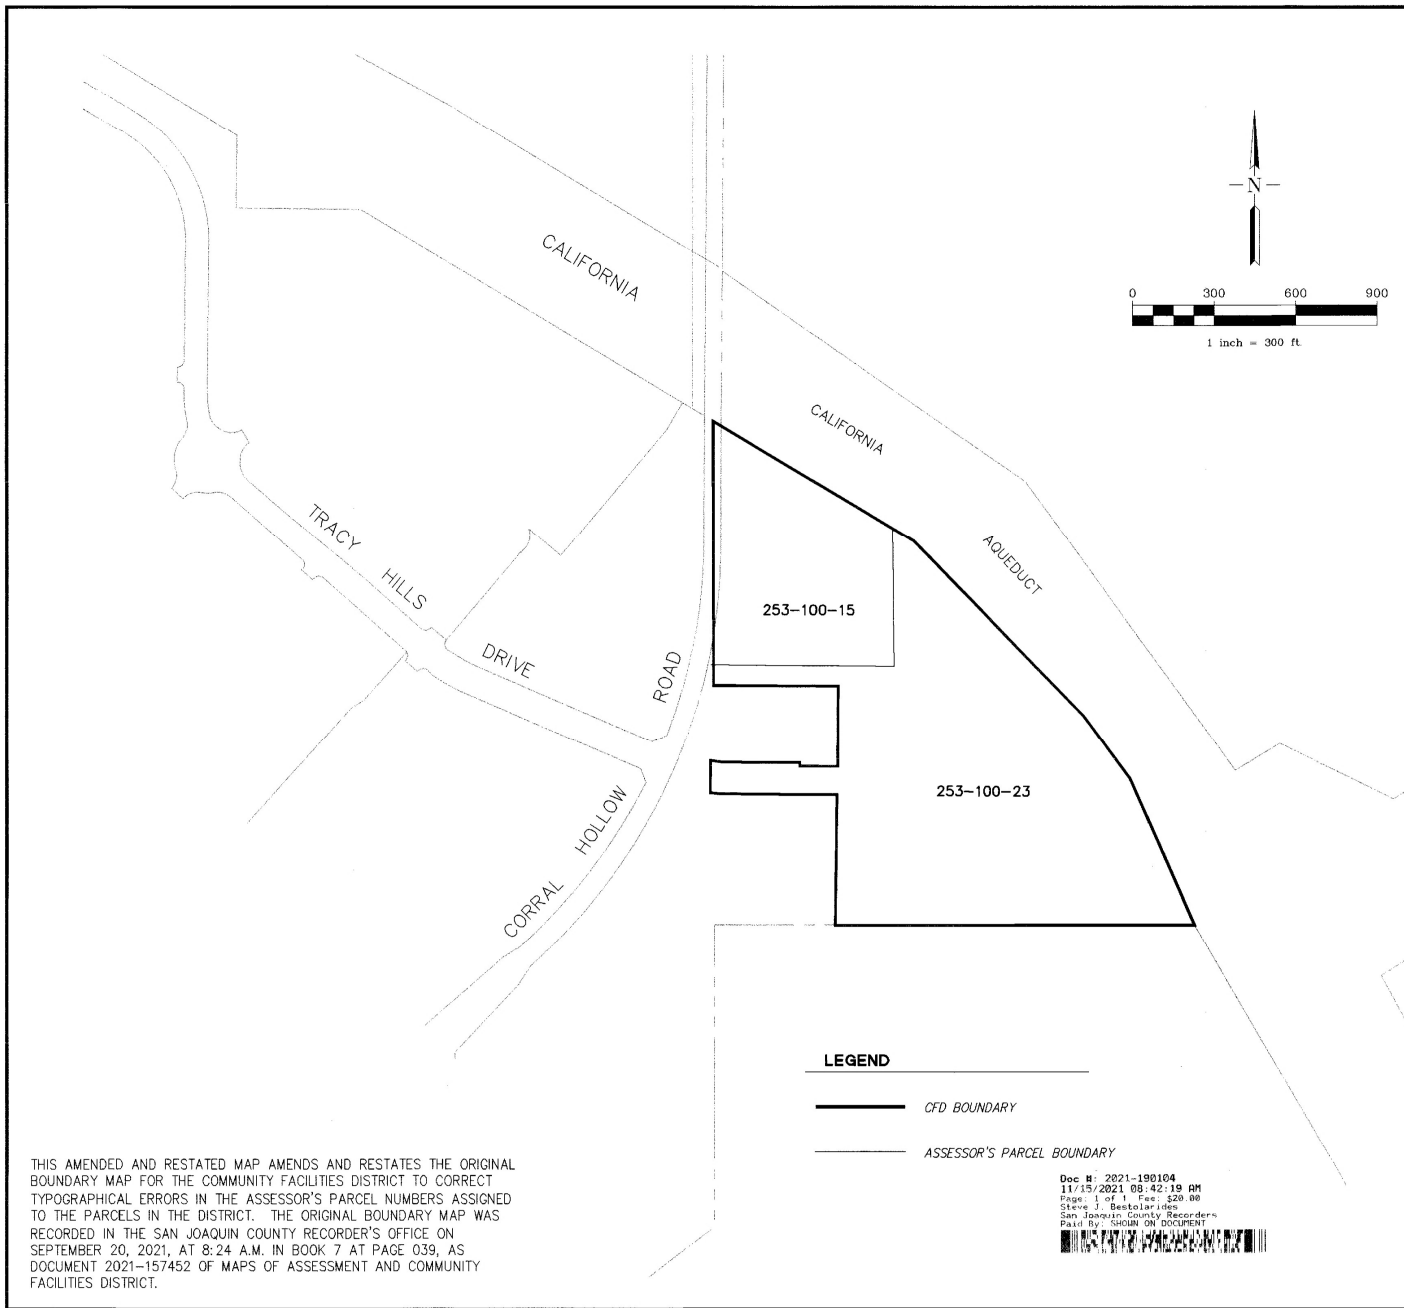 N
0 300 600 900
1 inch = 300 ft.
CALIFORNIA
CALIFORNIA
AQUEDUCT
TRACY
HILLS
DRIVE
ROAD
HOLLOW
CORRAL
253-100-15
253-100-23
LEGEND
CFD BOUNDARY
ASSESSOR'S PARCEL BOUNDARY
THIS AMENDED AND RESTATED MAP AMENDS AND RESTATES THE ORIGINAL
BOUNDARY MAP FOR THE COMMUNITY FACILITIES DISTRICT TO CORRECT
TYPOGRAPHICAL ERRORS IN THE ASSESSOR'S PARCEL NUMBERS ASSIGNED
TO THE PARCELS IN THE DISTRICT. THE ORIGINAL BOUNDARY MAP WAS
RECORDED IN THE SAN JOAQUIN COUNTY RECORDER'S OFFICE ON
SEPTEMBER 20, 2021, AT 8:24 A.M. IN BOOK 7 AT PAGE 039, AS
DOCUMENT 2021-157452 OF MAPS OF ASSESSMENT AND COMMUNITY
FACILITIES DISTRICT.
Doc #: 2021-190104
11/15/2021 08:42:19 AM
Page: 1 of 1 Fee: $20.00
Steve J. Bestolarides
San Joaquin County Recorders
Paid By: SHOWN ON DOCUMENT